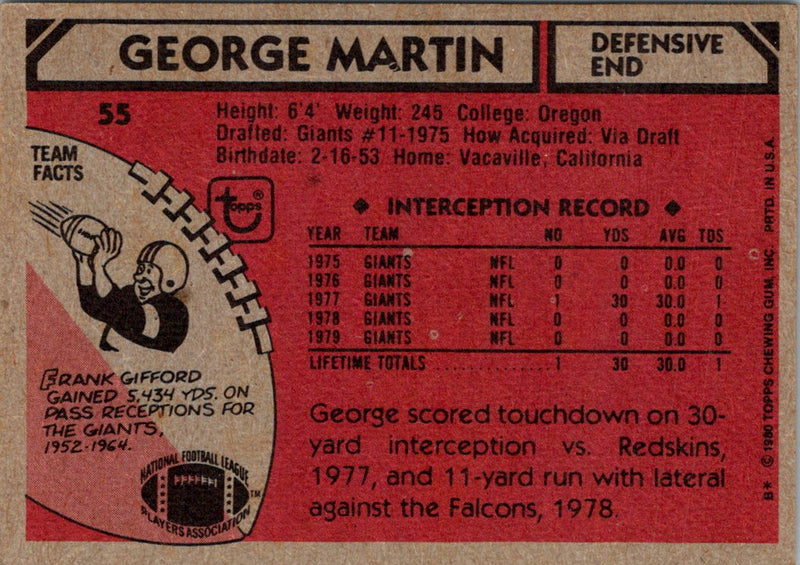 GEORGE MARTIN
DEFENSIVE
END
55
Height: 6'4' Weight: 245 College: Oregon
Drafted: Giants #11-1975 How Acquired: Via Draft
Birthdate: 2-16-53 Home: Vacaville, California
TEAM
FACTS
topps®
◆ INTERCEPTION RECORD ◆
YEAR TEAM NO YDS AVG TDS
1975 GIANTS NFL 0 0 0.0 0
1976 GIANTS NFL 0 0 0.0 0
1977 GIANTS NFL 1 30 30.0 1
1978 GIANTS NFL 0 0 0.0 0
1979 GIANTS NFL 0 0 0.0 0
LIFETIME TOTALS ............ 1 30 30.0 1
FRANK GIFFORD
GAINED 5,434 YDS. ON
PASS RECEPTIONS FOR
THE GIANTS,
1952-1964.
NATIONAL FOOTBALL LEAGUE
PLAYERS ASSOCIATION
TM
George scored touchdown on 30-
yard interception vs. Redskins,
1977, and 11-yard run with lateral
against the Falcons, 1978.
B* © 1980 TOPPS CHEWING GUM, INC. PRTD. IN U.S.A.